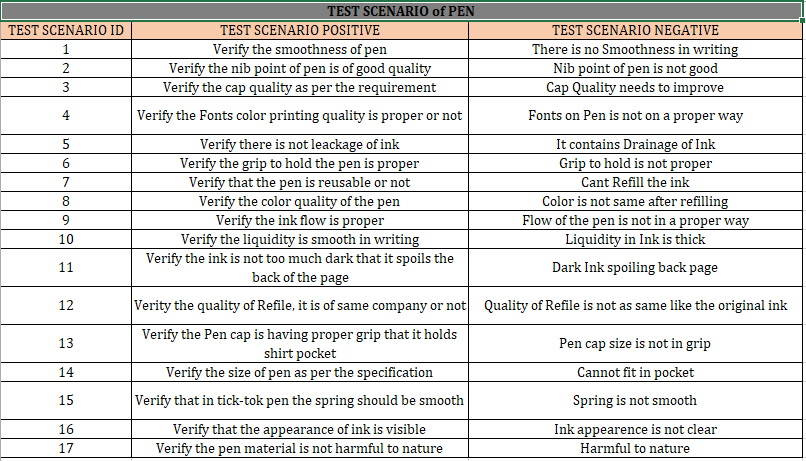 TEST SCENARIO of PEN
TEST SCENARIO ID TEST SCENARIO POSITIVE TEST SCENARIO NEGATIVE
1 Verify the smoothness of pen There is no Smoothness in writing
2 Verify the nib point of pen is of good quality Nib point of pen is not good
3 Verify the cap quality as per the requirement Cap Quality needs to improve
4 Verify the Fonts color printing quality is proper or not Fonts on Pen is not on a proper way
5 Verify there is not leackage of ink It contains Drainage of Ink
6 Verify the grip to hold the pen is proper Grip to hold is not proper
7 Verify that the pen is reusable or not Cant Refill the ink
8 Verify the color quality of the pen Color is not same after refilling
9 Verify the ink flow is proper Flow of the pen is not in a proper way
10 Verify the liquidity is smooth in writing Liquidity in Ink is thick
11 Verify the ink is not too much dark that it spoils the
back of the page Dark Ink spoiling back page
12 Verity the quality of Refile, it is of same company or not Quality of Refile is not as same like the original ink
13 Verify the Pen cap is having proper grip that it holds
shirt pocket Pen cap size is not in grip
14 Verify the size of pen as per the specification Cannot fit in pocket
15 Verify that in tick-tok pen the spring should be smooth Spring is not smooth
16 Verify that the appearance of ink is visible Ink appearence is not clear
17 Verify the pen material is not harmful to nature Harmful to nature